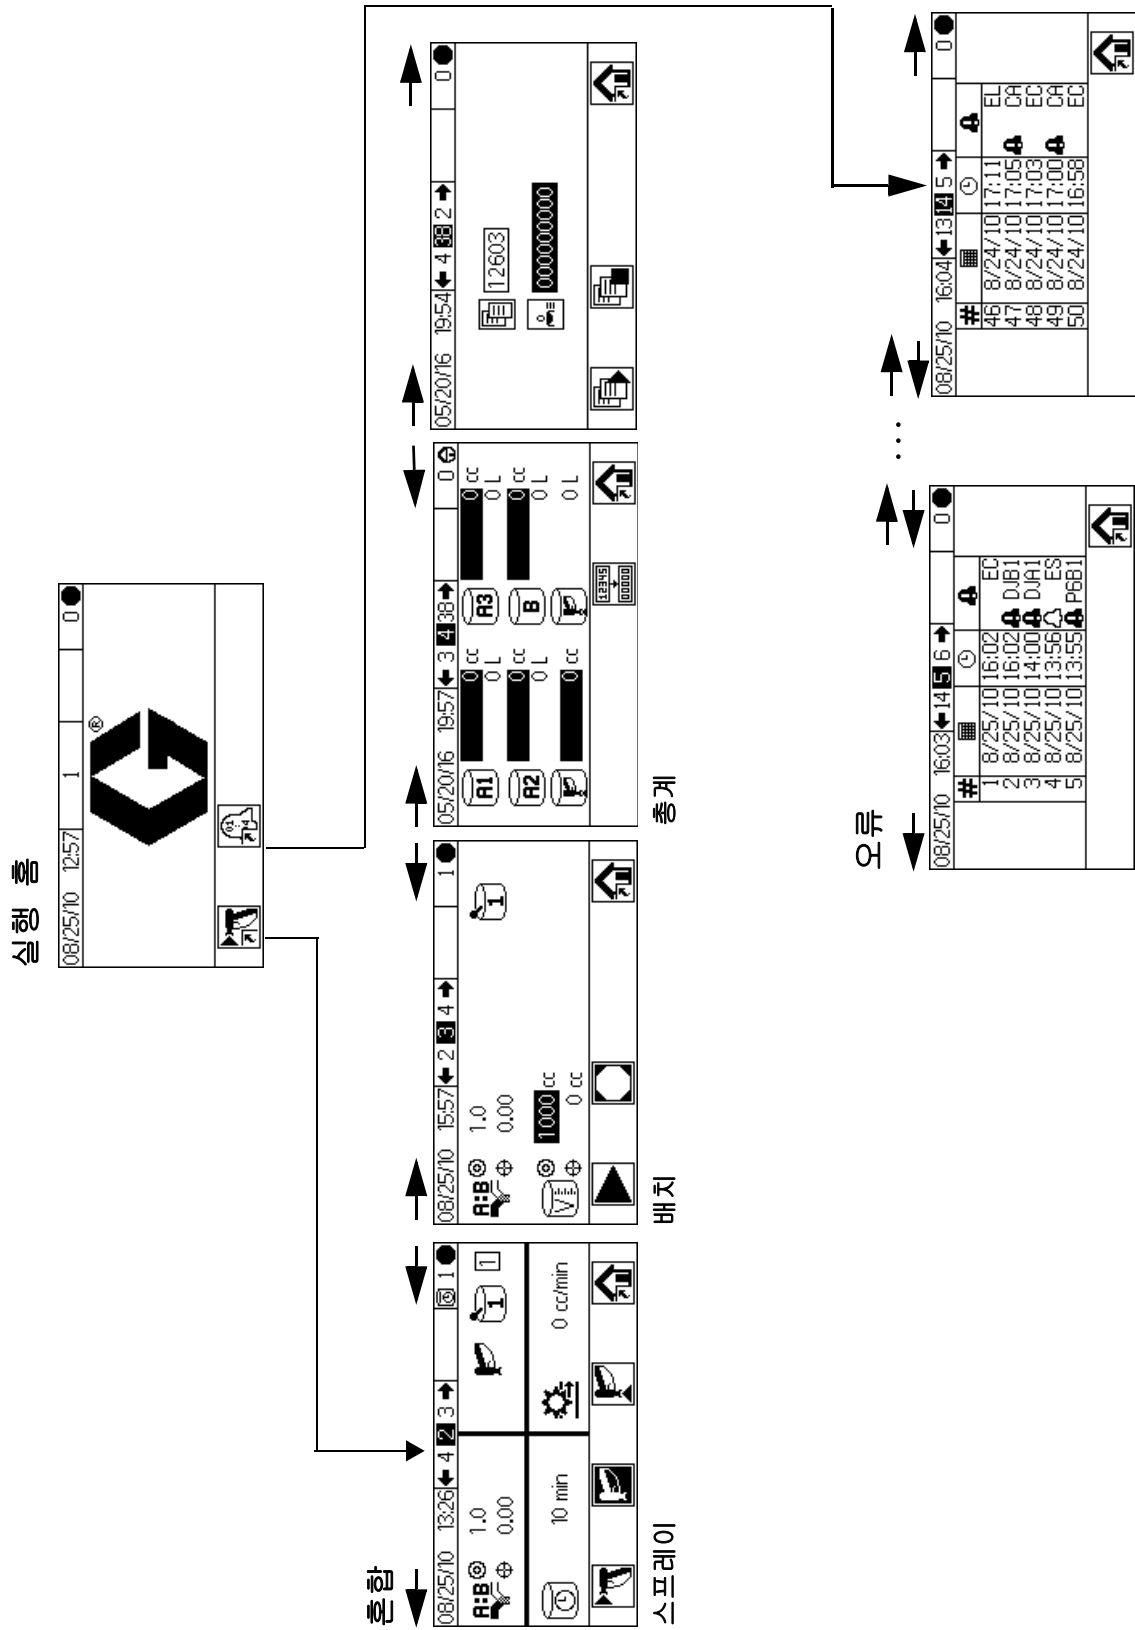 실행 홈
08/25/10 12:57 1 0
®
혼합
08/25/10 13:26 4 2 3 1
A:B 1.0
0.00
1 1
10 min
0 cc/min
스프레이
08/25/10 15:57 2 3 4 1
A:B 1.0
0.00
1
1000 cc
0 cc
배치
05/20/16 19:57 3 4 38 0
A1 0 cc
0 L
A3 0 cc
0 L
A2 0 cc
0 L
B 0 cc
0 L
0 cc
0 L
12345
00000
총계
05/20/16 19:54 4 38 2 0
12603
000000000
오류
08/25/10 16:03 14 5 6 0
#
1 8/25/10 16:02 EC
2 8/25/10 16:02 DJB1
3 8/25/10 14:00 DJA1
4 8/25/10 13:56 ES
5 8/25/10 13:55 P6B1
...
08/25/10 16:04 13 14 5 0
#
46 8/24/10 17:11 EL
47 8/24/10 17:05 CA
48 8/24/10 17:03 EC
49 8/24/10 17:00 CA
50 8/24/10 16:58 EC